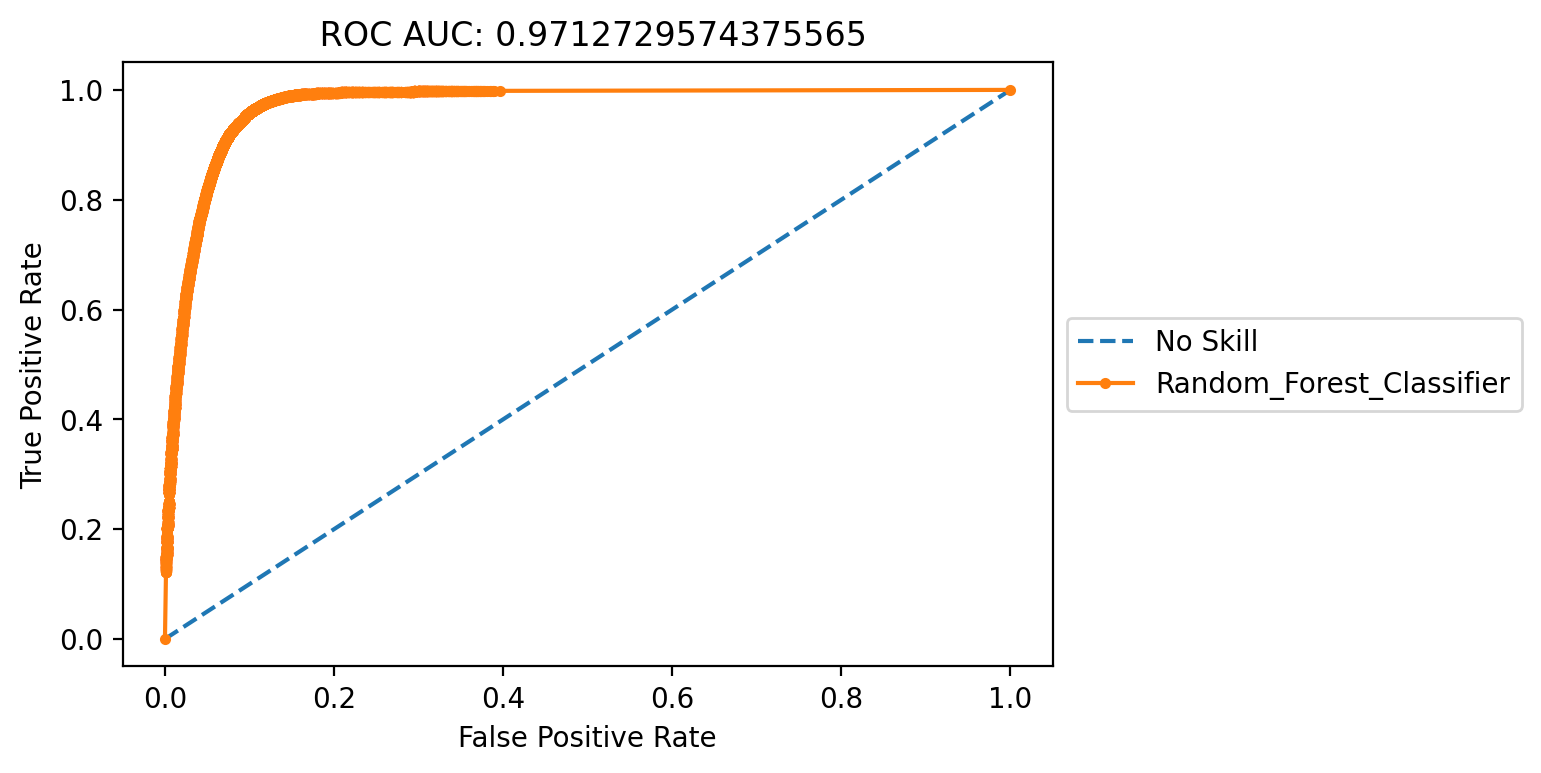 ROC AUC: 0.9712729574375565
1.0
0.8
0.6
0.4
0.2
0.0
True Positive Rate
0.0 0.2 0.4 0.6 0.8 1.0
False Positive Rate
No Skill
Random_Forest_Classifier